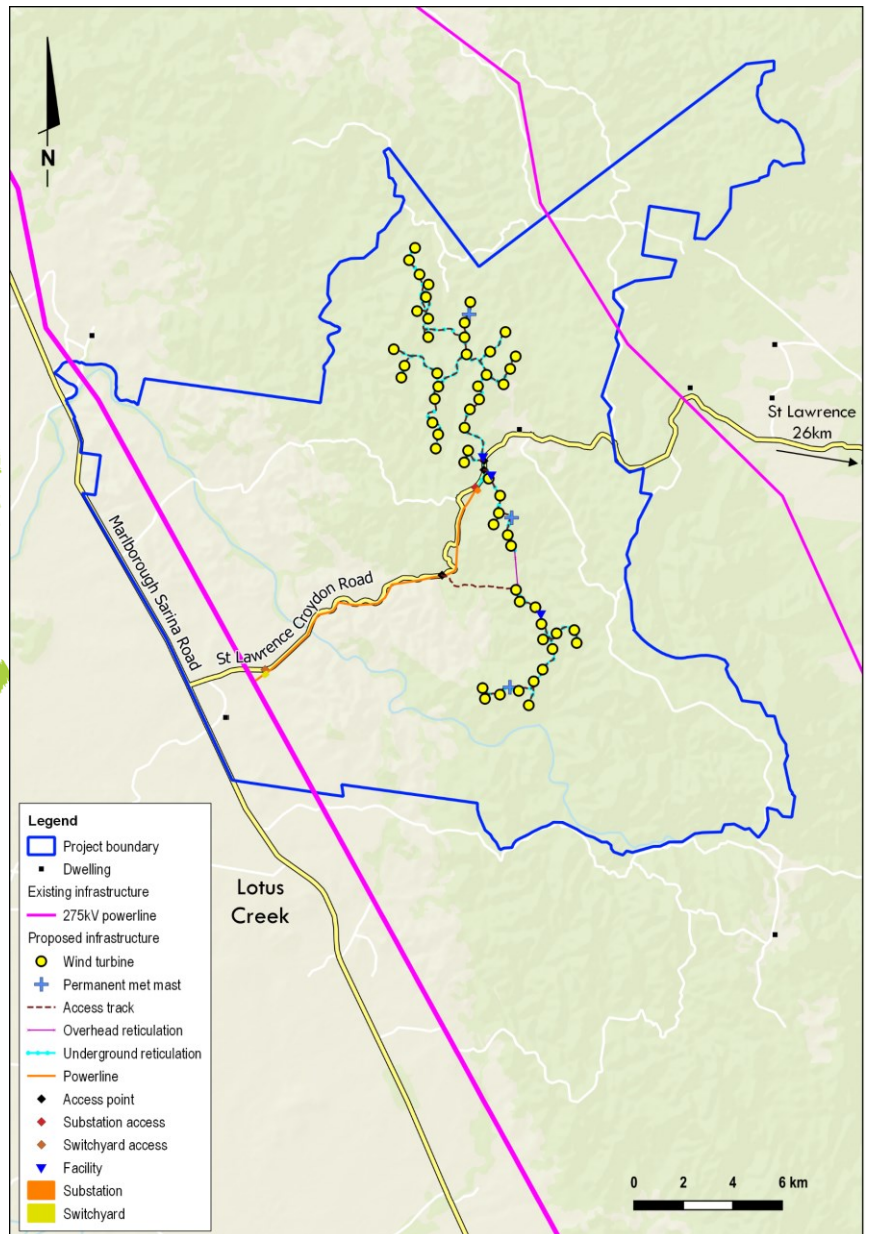 N
St Lawrence
26km
Marlborough Sarina Road
St Lawrence Croydon Road
Lotus
Creek
Legend
Project boundary
Dwelling
Existing infrastructure
275kV powerline
Proposed infrastructure
Wind turbine
Permanent met mast
Access track
Overhead reticulation
Underground reticulation
Powerline
Access point
Substation access
Switchyard access
Facility
Substation
Switchyard
0 2 4 6 km